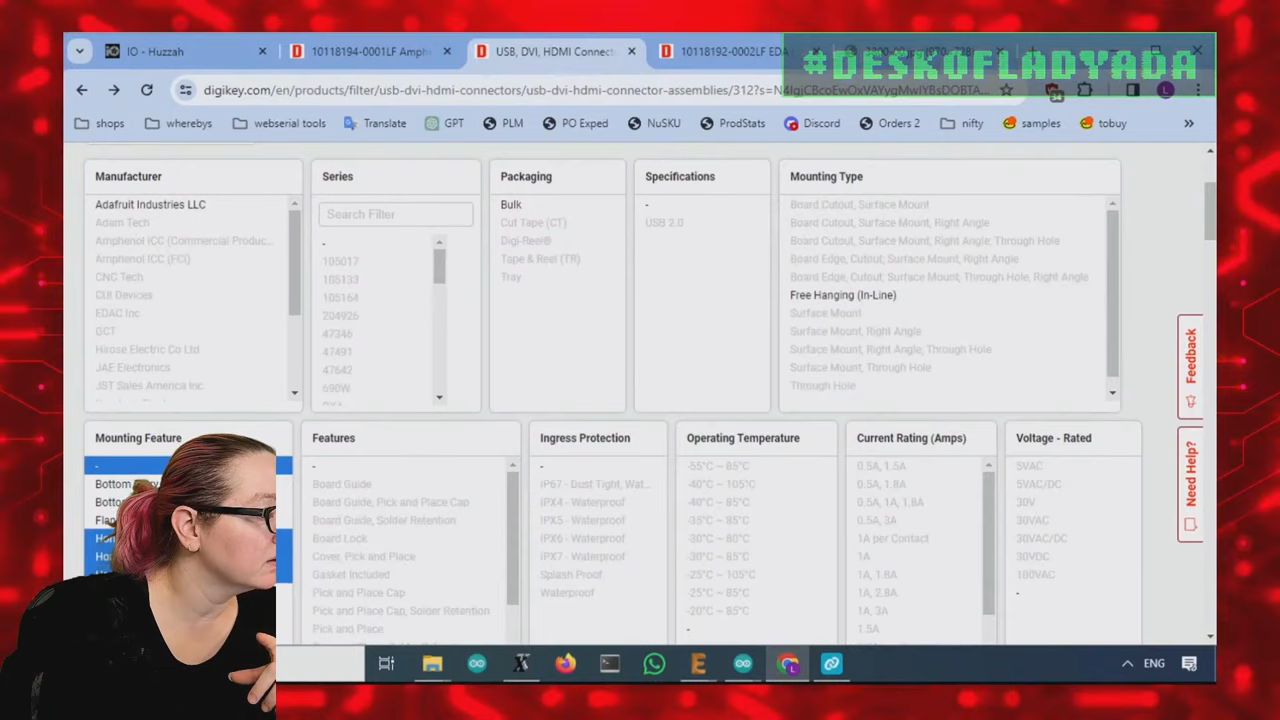 #DESKOFLADYADA
IO - Huzzah
10118194-0001LF Amph
USB, DVI, HDMI Connect
10118192-0002LF EDA
digikey.com/en/products/filter/usb-dvi-hdmi-connectors/usb-dvi-hdmi-connector-assemblies/312?s=
shops
whereby​s
webserial tools
Translate
GPT
PLM
PO Exped
NuSKU
ProdStats
Discord
Orders 2
nifty
samples
tobuy
»
Manufacturer
Adafruit Industries LLC
Adam Tech
Amphenol ICC (Commercial Produc...
Amphenol ICC (FCI)
CNC Tech
CUI Devices
EDAC Inc
GCT
Hirose Electric Co Ltd
JAE Electronics
JST Sales America Inc
Series
Search Filter
-
105017
105133
105164
204926
47346
47491
47642
690W
Packaging
Bulk
Cut Tape (CT)
Digi-Reel®
Tape & Reel (TR)
Tray
Specifications
-
USB 2.0
Mounting Type
Board Cutout, Surface Mount
Board Cutout, Surface Mount, Right Angle
Board Cutout, Surface Mount, Right Angle, Through Hole
Board Edge, Cutout; Surface Mount, Right Angle
Board Edge, Cutout; Surface Mount; Through Hole, Right Angle
Free Hanging (In-Line)
Surface Mount
Surface Mount, Right Angle
Surface Mount, Right Angle, Through Hole
Surface Mount, Through Hole
Through Hole
Feedback
Need Help?
Mounting Feature
-
Bottom
Features
-
Board Guide
Board Guide, Pick and Place Cap
Board Guide, Solder Retention
Board Lock
Cover, Pick and Place
Gasket Included
Pick and Place Cap
Pick and Place Cap, Solder Retention
Pick and Place
Ingress Protection
-
IP67 - Dust Tight, Wat...
IPX4 - Waterproof
IPX5 - Waterproof
IPX6 - Waterproof
IPX7 - Waterproof
Splash Proof
Waterproof
Operating Temperature
-55°C ~ 85°C
-40°C ~ 105°C
-40°C ~ 85°C
-35°C ~ 85°C
-30°C ~ 80°C
-30°C ~ 85°C
-25°C ~ 105°C
-25°C ~ 85°C
-20°C ~ 85°C
-
Current Rating (Amps)
0.5A, 1.5A
0.5A, 1.8A
0.5A, 1A, 1.8A
0.5A, 3A
1A per Contact
1A
1A, 1.8A
1A, 2.8A
1A, 3A
1.5A
Voltage - Rated
5VAC
5VAC/DC
30V
30VAC
30VAC/DC
30VDC
100VAC
-
ENG